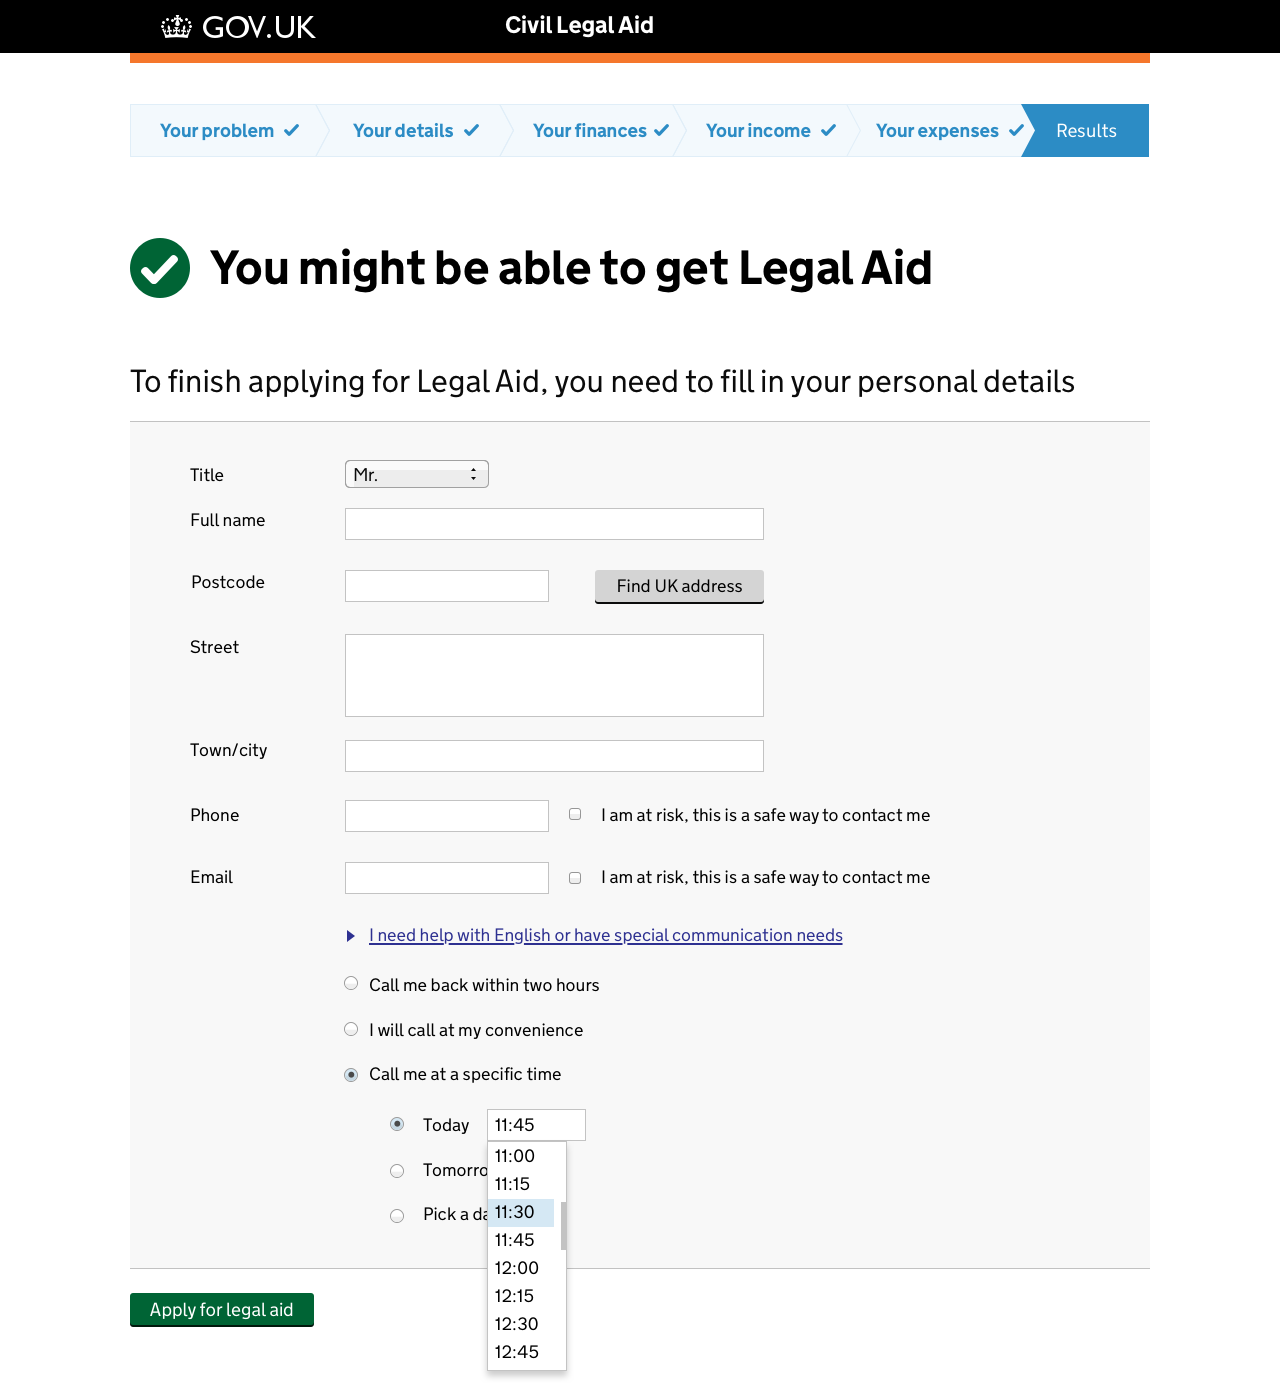 GOV.UK
Civil Legal Aid
Your problem
Your details
Your finances
Your income
Your expenses
Results
You might be able to get Legal Aid
To finish applying for Legal Aid, you need to fill in your personal details
Title
Mr.
Full name
Postcode
Find UK address
Street
Town/city
Phone
I am at risk, this is a safe way to contact me
Email
I am at risk, this is a safe way to contact me
I need help with English or have special communication needs
Call me back within two hours
I will call at my convenience
Call me at a specific time
Today
11:45
11:00
Tomorro
11:15
Pick a da
11:30
11:45
12:00
12:15
12:30
12:45
Apply for legal aid